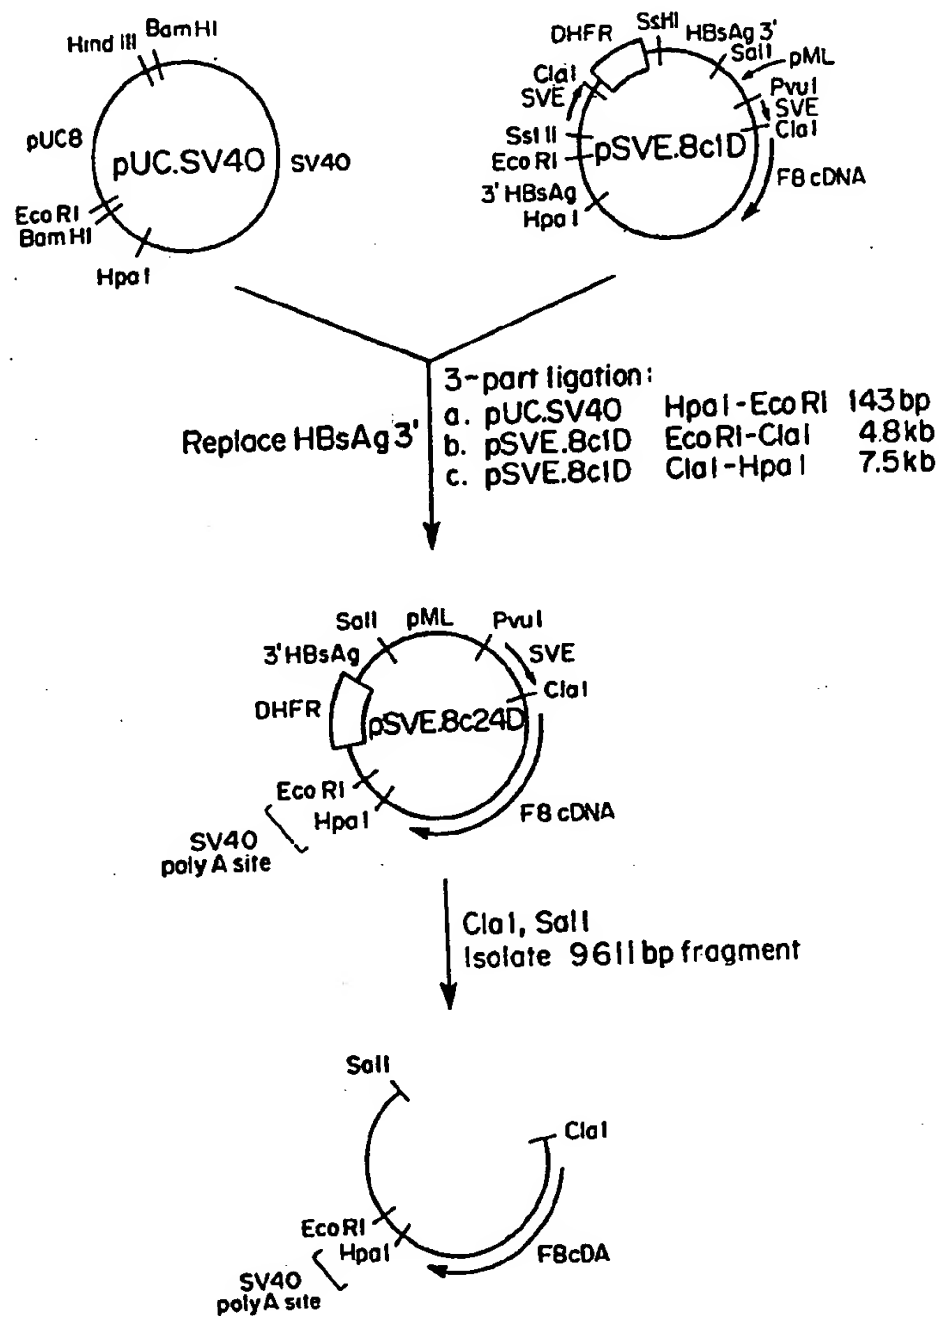 Hind III
BamHI
pUC8
pUC.SV40
SV40
EcoRI
BamHI
HpaI
DHFR
SstII
HBsAg 3'
SalI
pML
ClaI
SVE
PvuI
SVE
ClaI
SstII
EcoRI
pSVE.8c1D
F8 cDNA
3' HBsAg
HpaI
Replace HBsAg 3'
3-part ligation:
a. pUC.SV40 HpaI-EcoRI 143bp
b. pSVE.8c1D EcoRI-ClaI 4.8kb
c. pSVE.8c1D ClaI-HpaI 7.5kb
SalI
pML
PvuI
3' HBsAg
SVE
ClaI
DHFR
pSVE.8c24D
EcoRI
HpaI
F8 cDNA
SV40
poly A site
ClaI, SalI
Isolate 9611bp fragment
SalI
ClaI
EcoRI
HpaI
F8cDA
SV40
poly A site